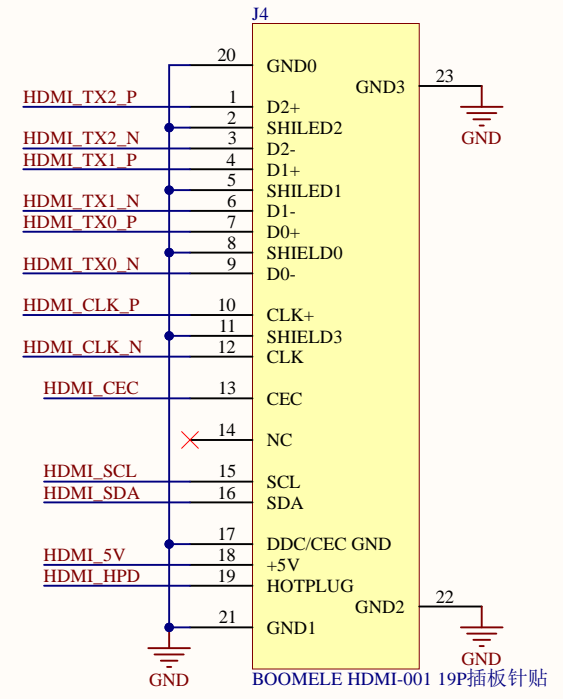 J4
20 GND0
GND3 23
HDMI_TX2_P 1 D2+
2 SHILED2
GND
HDMI_TX2_N 3 D2-
HDMI_TX1_P 4 D1+
5 SHILED1
HDMI_TX1_N 6 D1-
HDMI_TX0_P 7 D0+
8 SHIELD0
HDMI_TX0_N 9 D0-
HDMI_CLK_P 10 CLK+
11 SHIELD3
HDMI_CLK_N 12 CLK
HDMI_CEC 13 CEC
14 NC
HDMI_SCL 15 SCL
HDMI_SDA 16 SDA
17 DDC/CEC GND
HDMI_5V 18 +5V
HDMI_HPD 19 HOTPLUG
GND2 22
21 GND1
GND
GND
BOOMELE HDMI-001 19P插板针贴